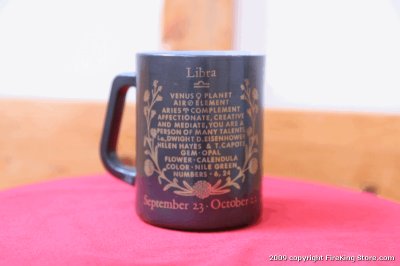 Libra
♎
VENUS ♀ PLANET
AIR ELEMENT
ARIES ♈ COMPLEMENT
AFFECTIONATE, CREATIVE
AND MEDIATE, YOU ARE A
PERSON OF MANY TALENTS
DWIGHT D. EISENHOWER
HELEN HAYES & T. CAPOTE
GEM · OPAL
FLOWER · CALENDULA
COLOR · NILE GREEN
NUMBERS · 6, 24
September 23 · October
2009 copyright FireKing Store.com